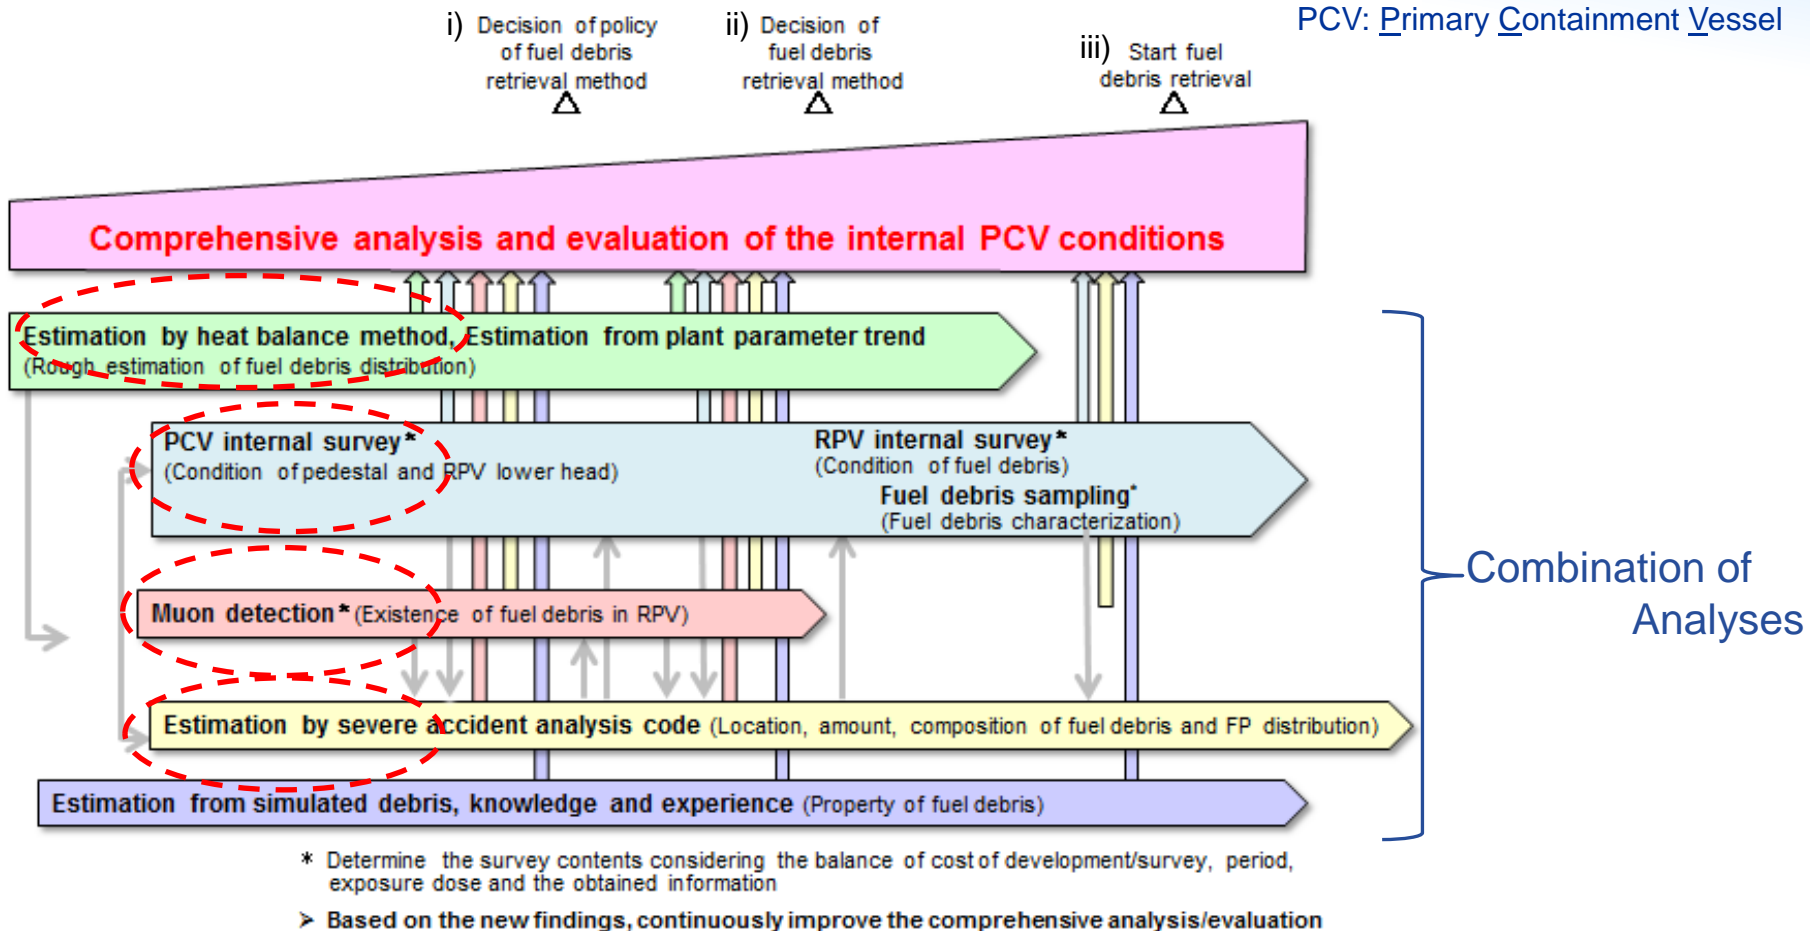 PCV: Primary Containment Vessel
i) Decision of policy
of fuel debris
retrieval method
ii) Decision of
fuel debris
retrieval method
iii) Start fuel
debris retrieval
Comprehensive analysis and evaluation of the internal PCV conditions
Estimation by heat balance method, Estimation from plant parameter trend
(Rough estimation of fuel debris distribution)
PCV internal survey*
(Condition of pedestal and RPV lower head)
RPV internal survey*
(Condition of fuel debris)
Fuel debris sampling*
(Fuel debris characterization)
Muon detection* (Existence of fuel debris in RPV)
Estimation by severe accident analysis code (Location, amount, composition of fuel debris and FP distribution)
Estimation from simulated debris, knowledge and experience (Property of fuel debris)
Combination of
Analyses
* Determine the survey contents considering the balance of cost of development/survey, period,
exposure dose and the obtained information
➢ Based on the new findings, continuously improve the comprehensive analysis/evaluation